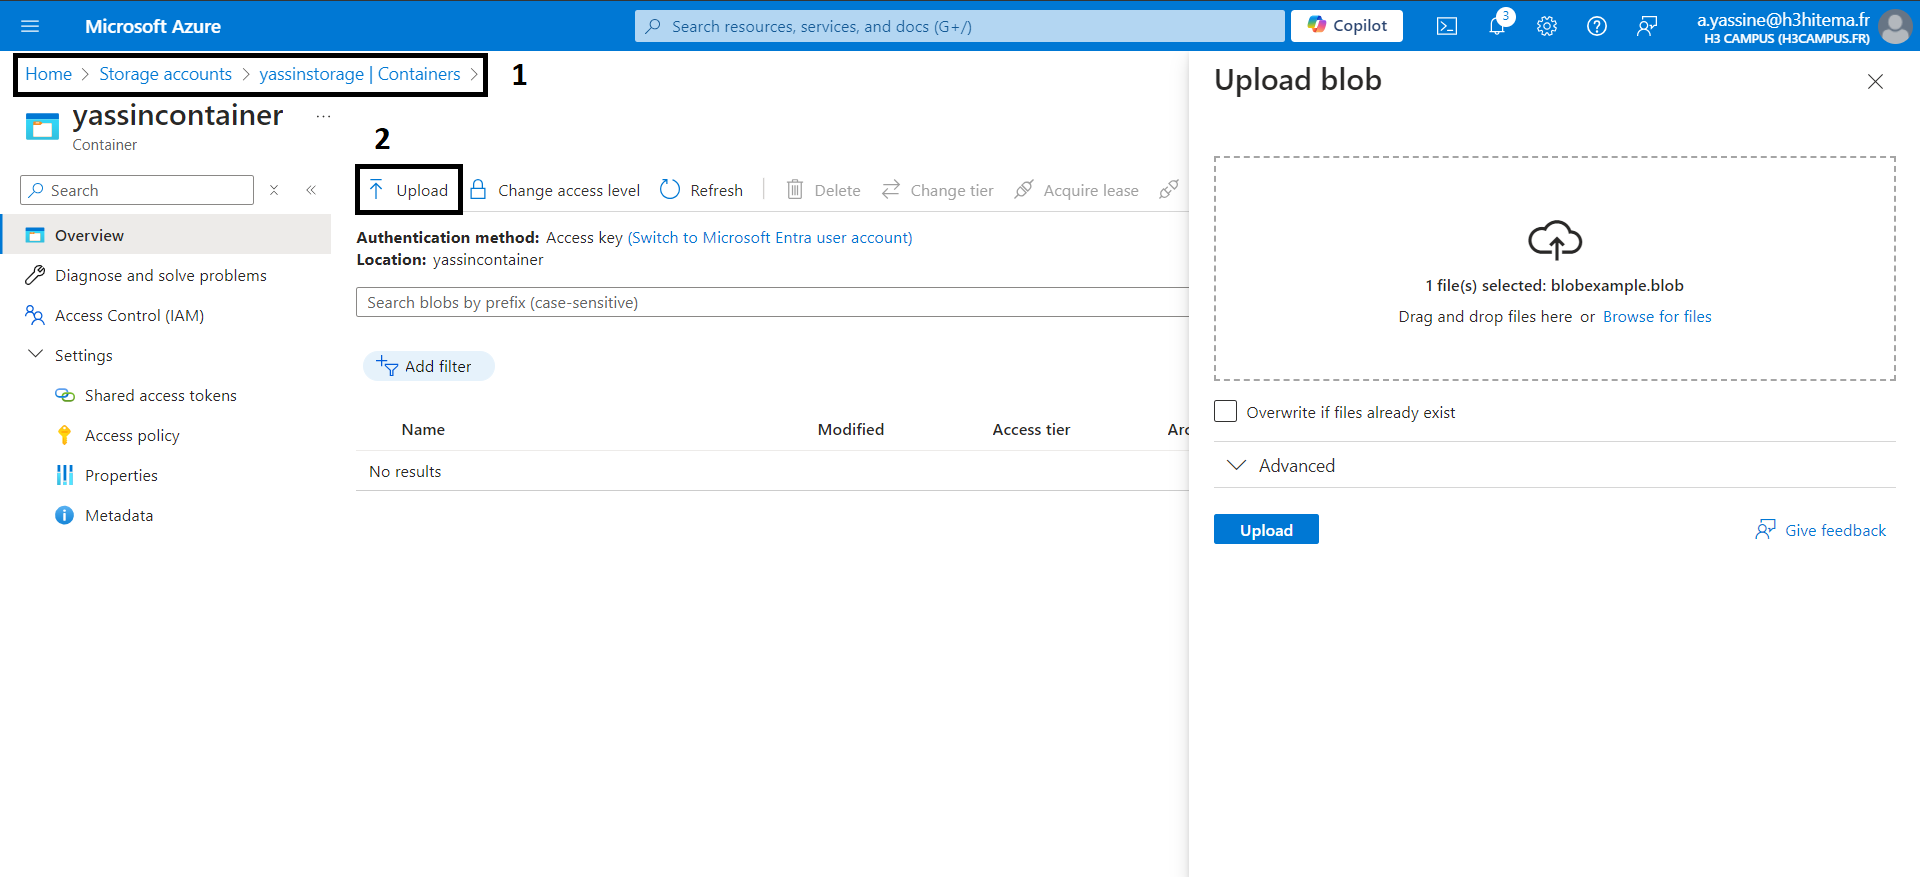 Microsoft Azure
Search resources, services, and docs (G+/)
Copilot
3
a.yassine@h3hitema.fr
H3 CAMPUS (H3CAMPUS.FR)
Home > Storage accounts > yassinstorage | Containers >
1
yassincontainer ...
Container
2
Search
Upload
Change access level
Refresh
Delete
Change tier
Acquire lease
Authentication method: Access key (Switch to Microsoft Entra user account)
Location: yassincontainer
Search blobs by prefix (case-sensitive)
Add filter
Name Modified Access tier Arc
No results
Overview
Diagnose and solve problems
Access Control (IAM)
Settings
Shared access tokens
Access policy
Properties
Metadata
Upload blob
1 file(s) selected: blobexample.blob
Drag and drop files here or Browse for files
Overwrite if files already exist
Advanced
Upload
Give feedback